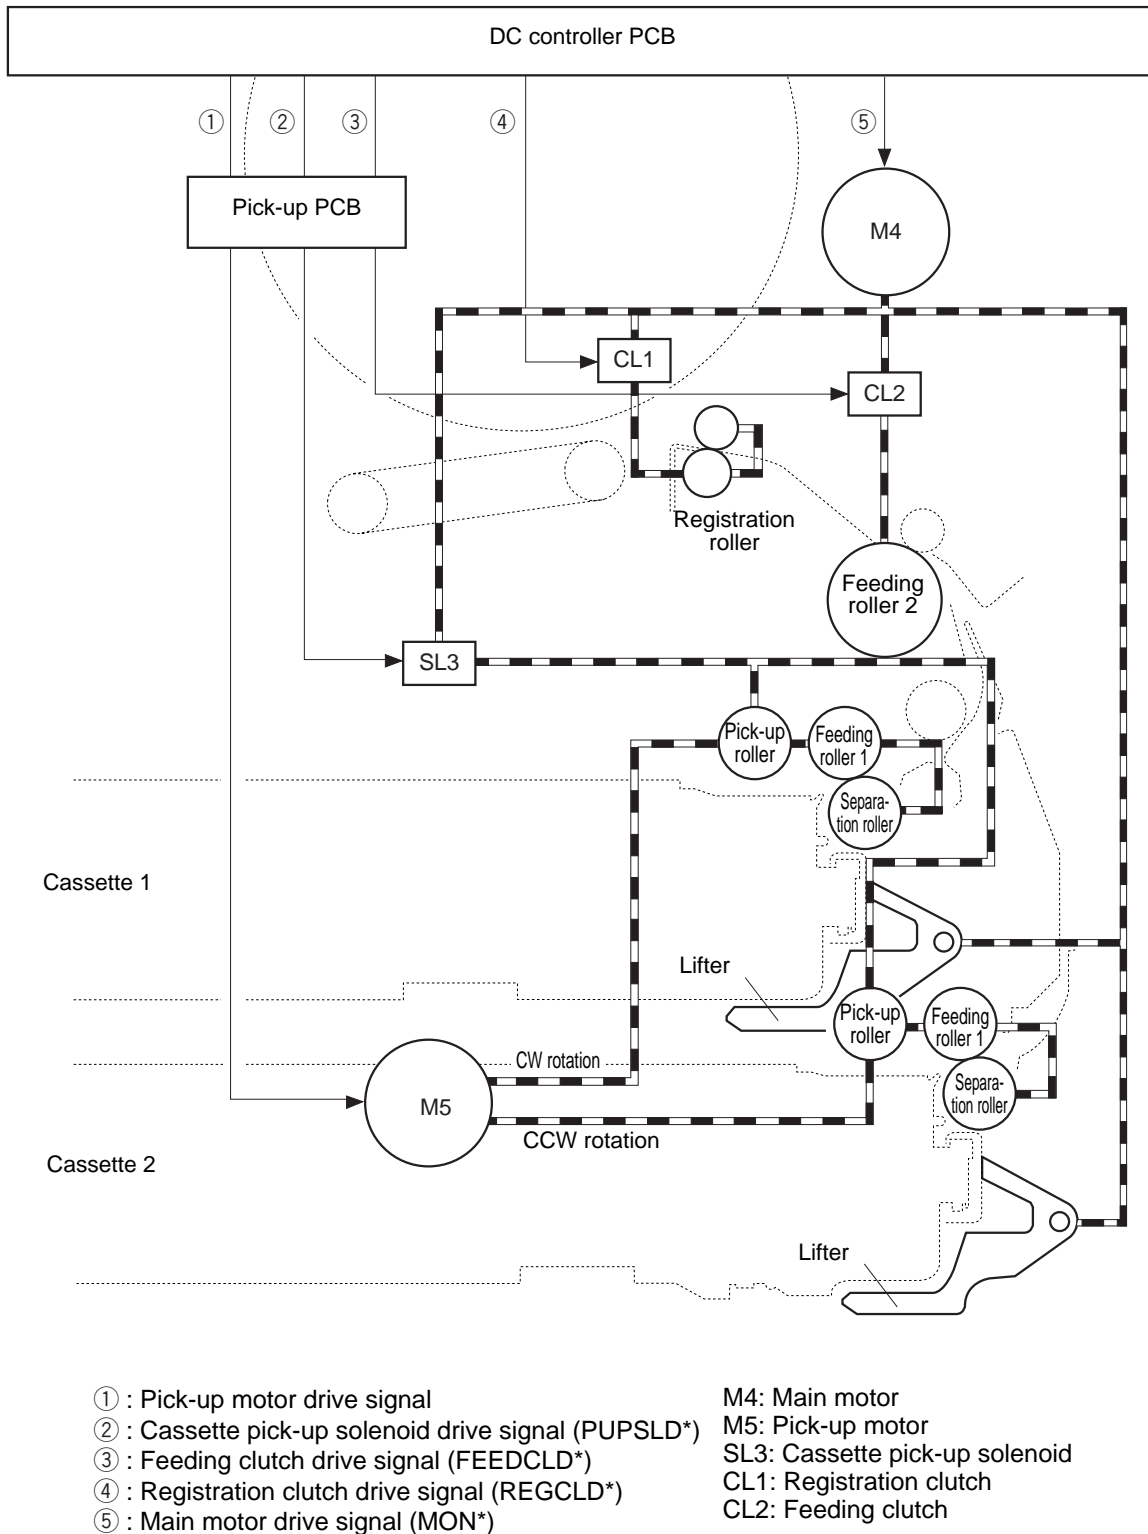 DC controller PCB
① ② ③ ④ ⑤
Pick-up PCB
M4
CL1
CL2
Registration
roller
Feeding
roller 2
SL3
Pick-up
roller
Feeding
roller 1
Separa-
tion roller
Cassette 1
Lifter
Pick-up
roller
Feeding
roller 1
CW rotation
Separa-
tion roller
M5
CCW rotation
Cassette 2
Lifter
① : Pick-up motor drive signal
② : Cassette pick-up solenoid drive signal (PUPSLD*)
③ : Feeding clutch drive signal (FEEDCLD*)
④ : Registration clutch drive signal (REGCLD*)
⑤ : Main motor drive signal (MON*)
M4: Main motor
M5: Pick-up motor
SL3: Cassette pick-up solenoid
CL1: Registration clutch
CL2: Feeding clutch